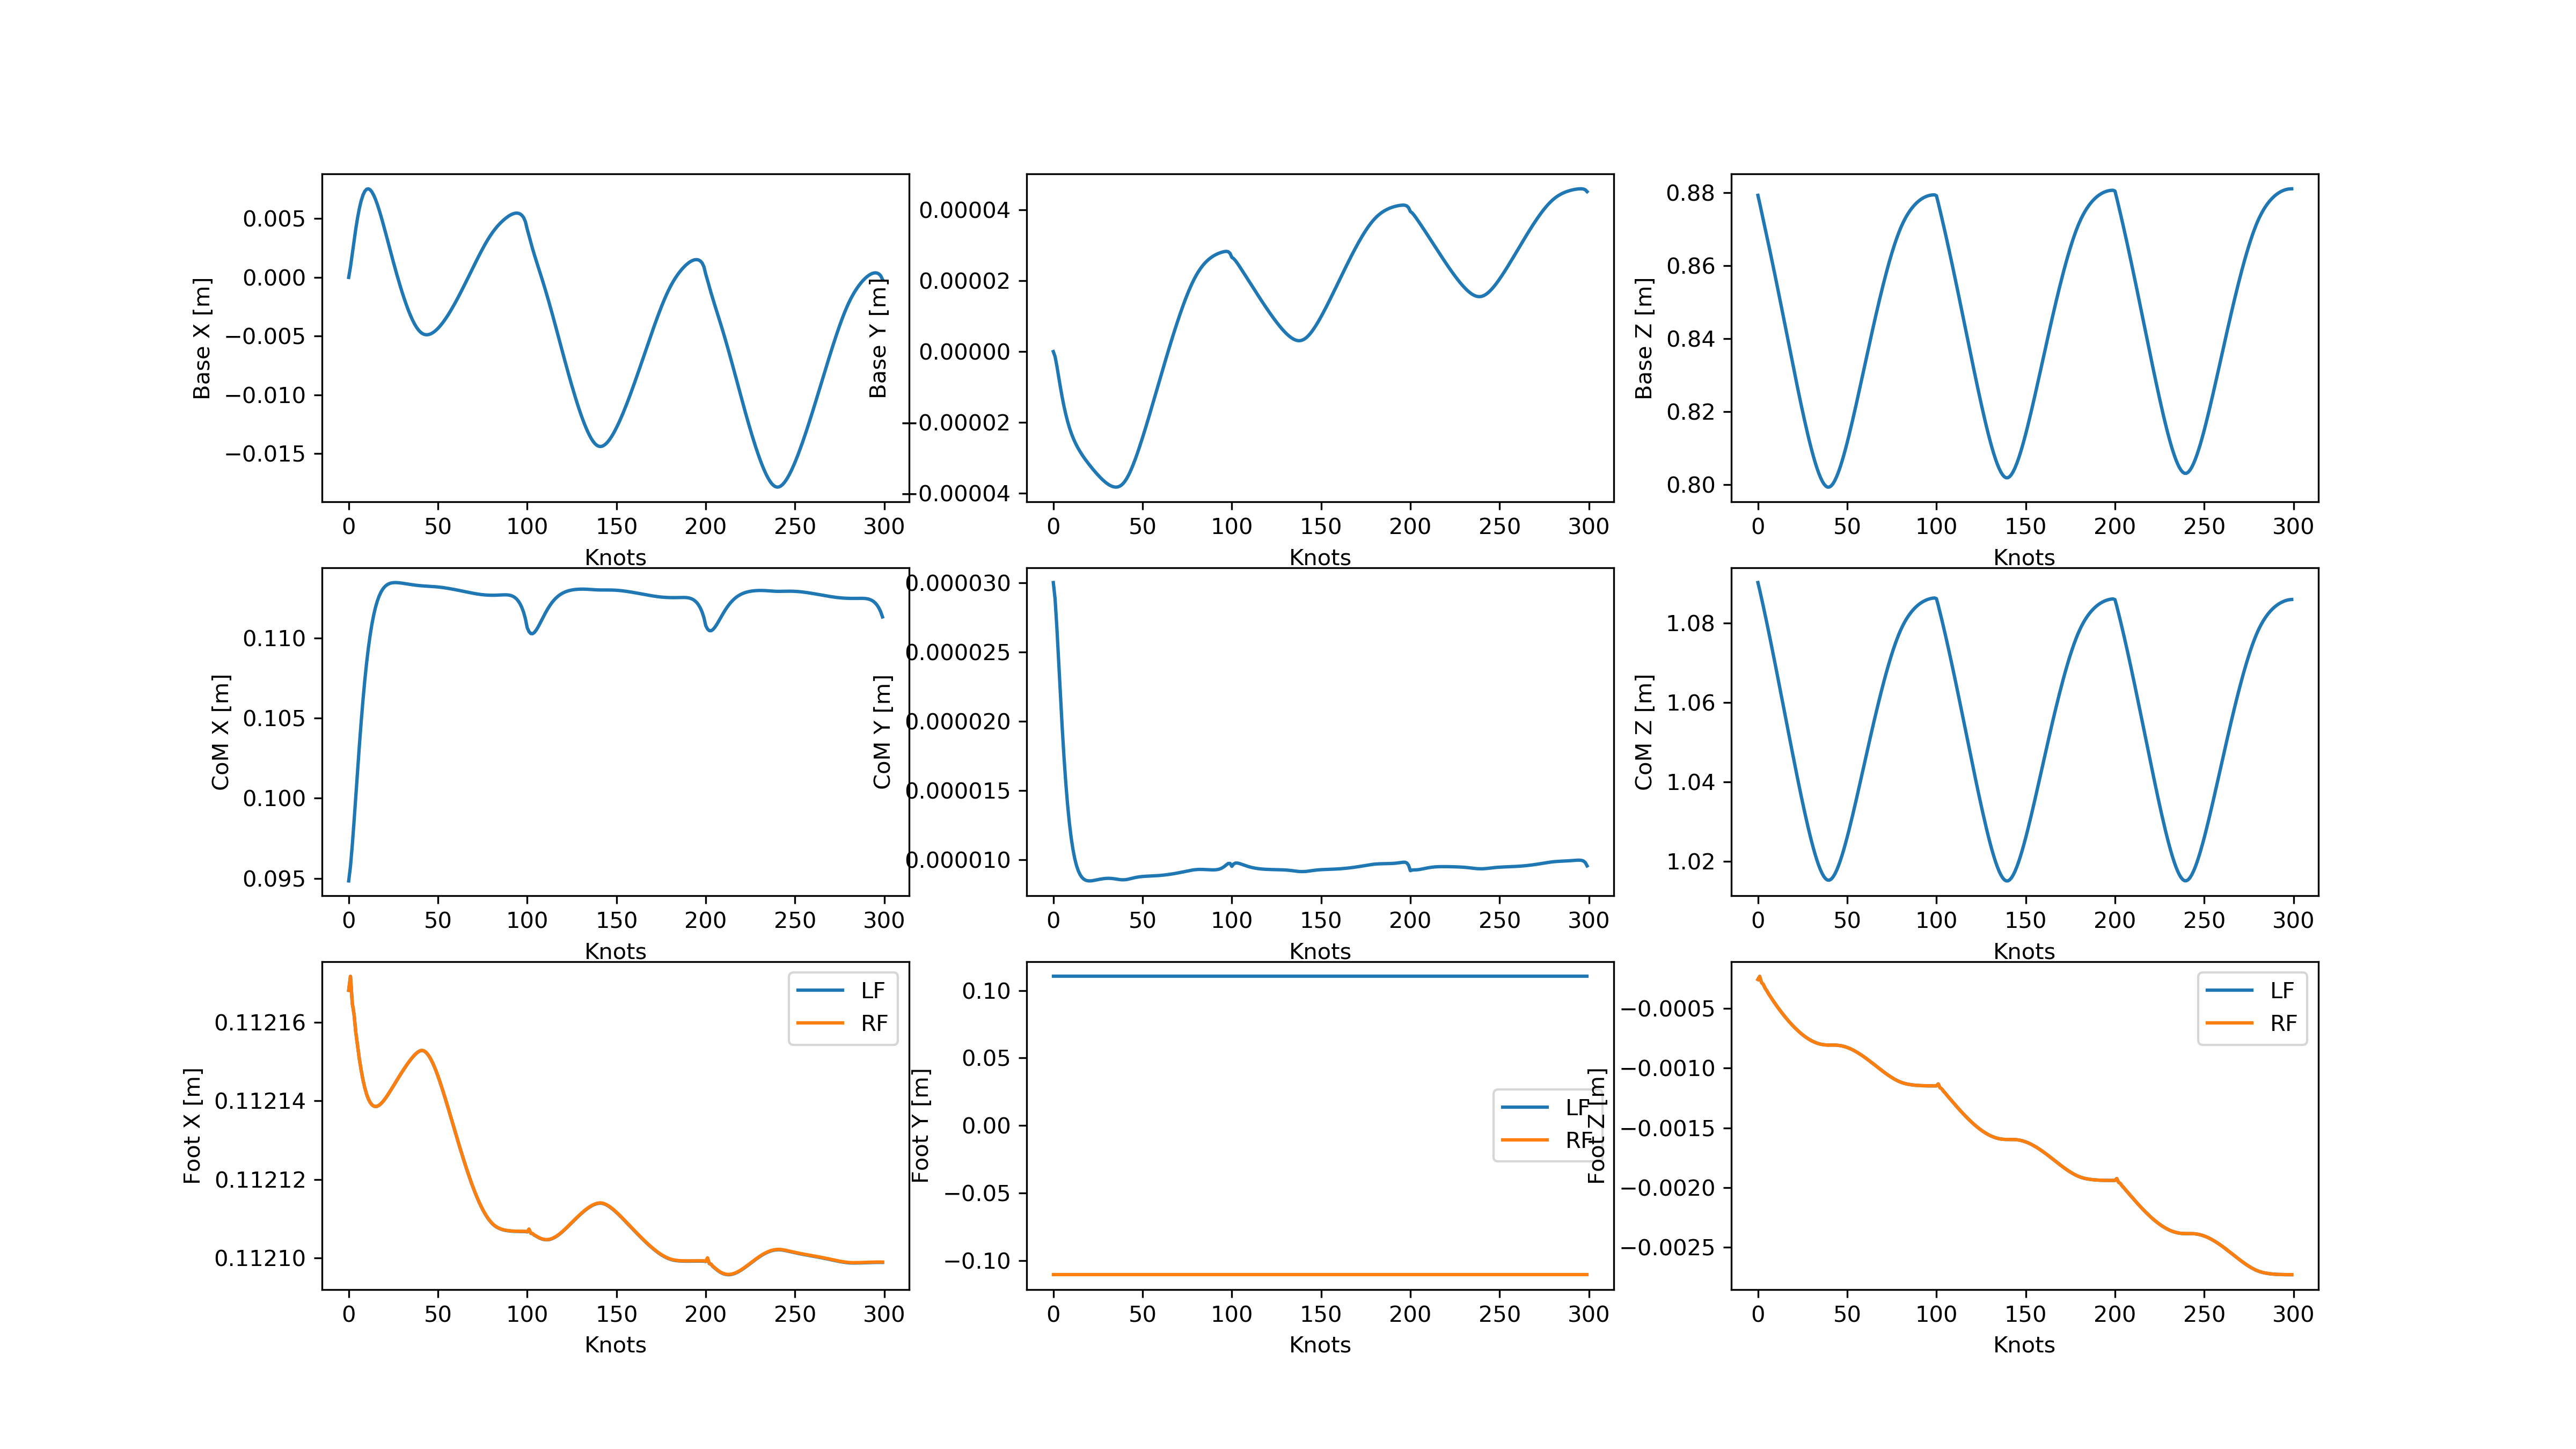 Base X [m]
0.005
0.000
−0.005
−0.010
−0.015
0 50 100 150 200 250 300
Knots
Base Y [m]
0.00004
0.00002
0.00000
−0.00002
−0.00004
0 50 100 150 200 250 300
Knots
Base Z [m]
0.88
0.86
0.84
0.82
0.80
0 50 100 150 200 250 300
Knots
CoM X [m]
0.110
0.105
0.100
0.095
0 50 100 150 200 250 300
Knots
CoM Y [m]
0.000030
0.000025
0.000020
0.000015
0.000010
0 50 100 150 200 250 300
Knots
CoM Z [m]
1.08
1.06
1.04
1.02
0 50 100 150 200 250 300
Knots
Foot X [m]
0.11216
0.11214
0.11212
0.11210
LF
RF
0 50 100 150 200 250 300
Knots
Foot Y [m]
0.10
0.05
0.00
−0.05
−0.10
LF
RF
0 50 100 150 200 250 300
Knots
Foot Z [m]
−0.0005
−0.0010
−0.0015
−0.0020
−0.0025
LF
RF
0 50 100 150 200 250 300
Knots